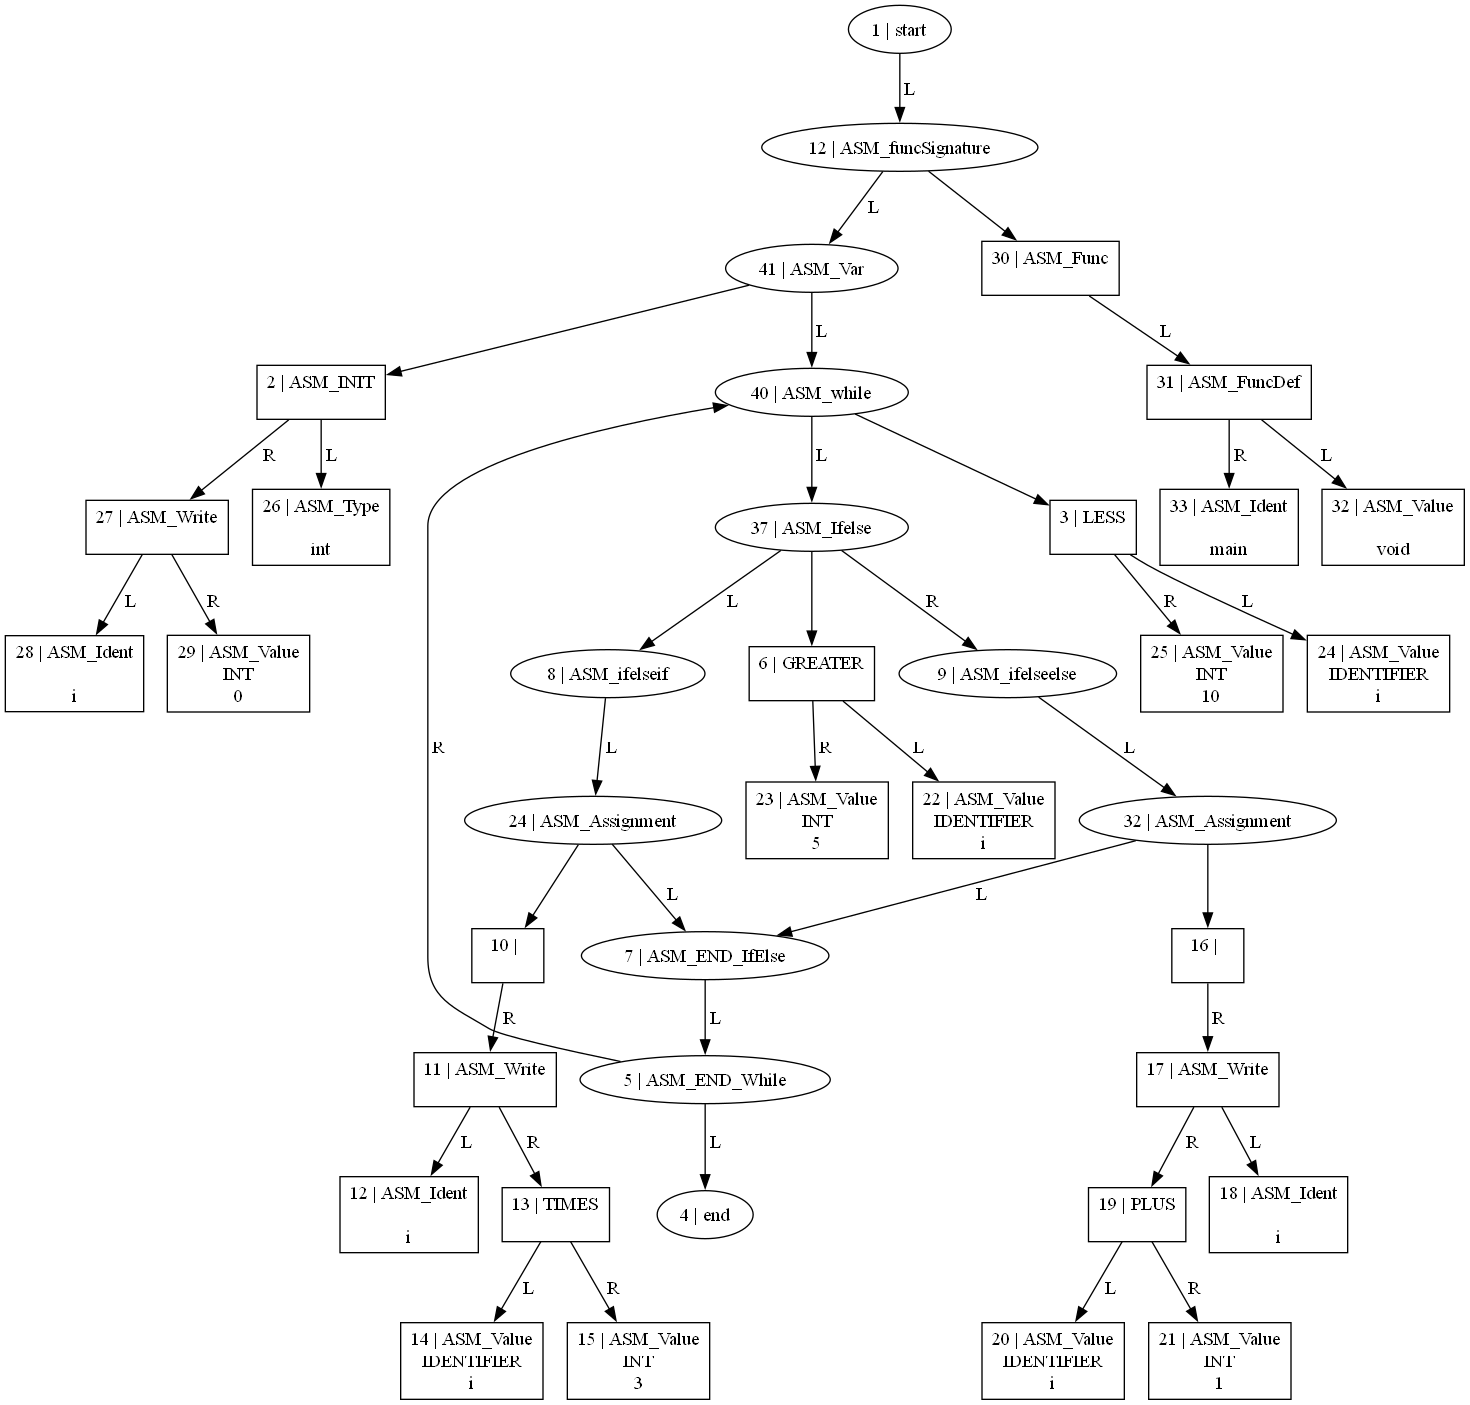 1 | start
L
12 | ASM_funcSignature
L
41 | ASM_Var
30 | ASM_Func
L
L
2 | ASM_INIT
40 | ASM_while
31 | ASM_FuncDef
R
L
L
R
L
27 | ASM_Write
26 | ASM_Type
int
37 | ASM_Ifelse
3 | LESS
33 | ASM_Ident
main
32 | ASM_Value
void
L
R
L
R
R
L
28 | ASM_Ident
i
29 | ASM_Value
INT
0
8 | ASM_ifelseif
6 | GREATER
9 | ASM_ifelseelse
25 | ASM_Value
INT
10
24 | ASM_Value
IDENTIFIER
i
R
L
R
L
L
24 | ASM_Assignment
23 | ASM_Value
INT
5
22 | ASM_Value
IDENTIFIER
i
32 | ASM_Assignment
L
L
10 |
7 | ASM_END_IfElse
16 |
R
L
R
11 | ASM_Write
5 | ASM_END_While
17 | ASM_Write
L
R
L
R
L
12 | ASM_Ident
i
13 | TIMES
4 | end
19 | PLUS
18 | ASM_Ident
i
L
R
L
R
14 | ASM_Value
IDENTIFIER
i
15 | ASM_Value
INT
3
20 | ASM_Value
IDENTIFIER
i
21 | ASM_Value
INT
1